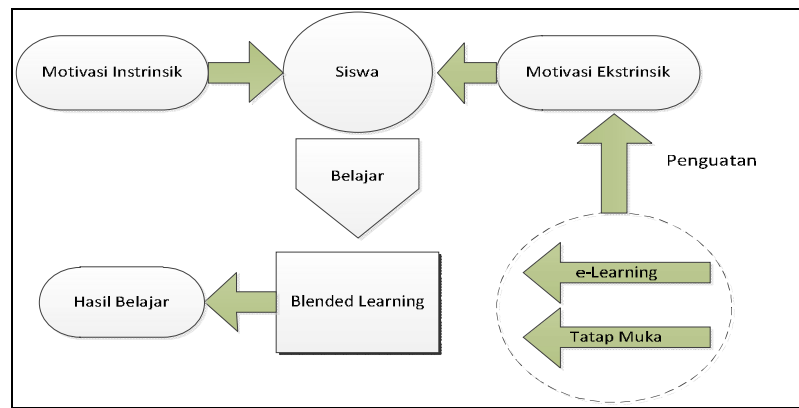 Motivasi Instrinsik
Siswa
Motivasi Ekstrinsik
Belajar
Penguatan
e-Learning
Hasil Belajar
Blended Learning
Tatap Muka